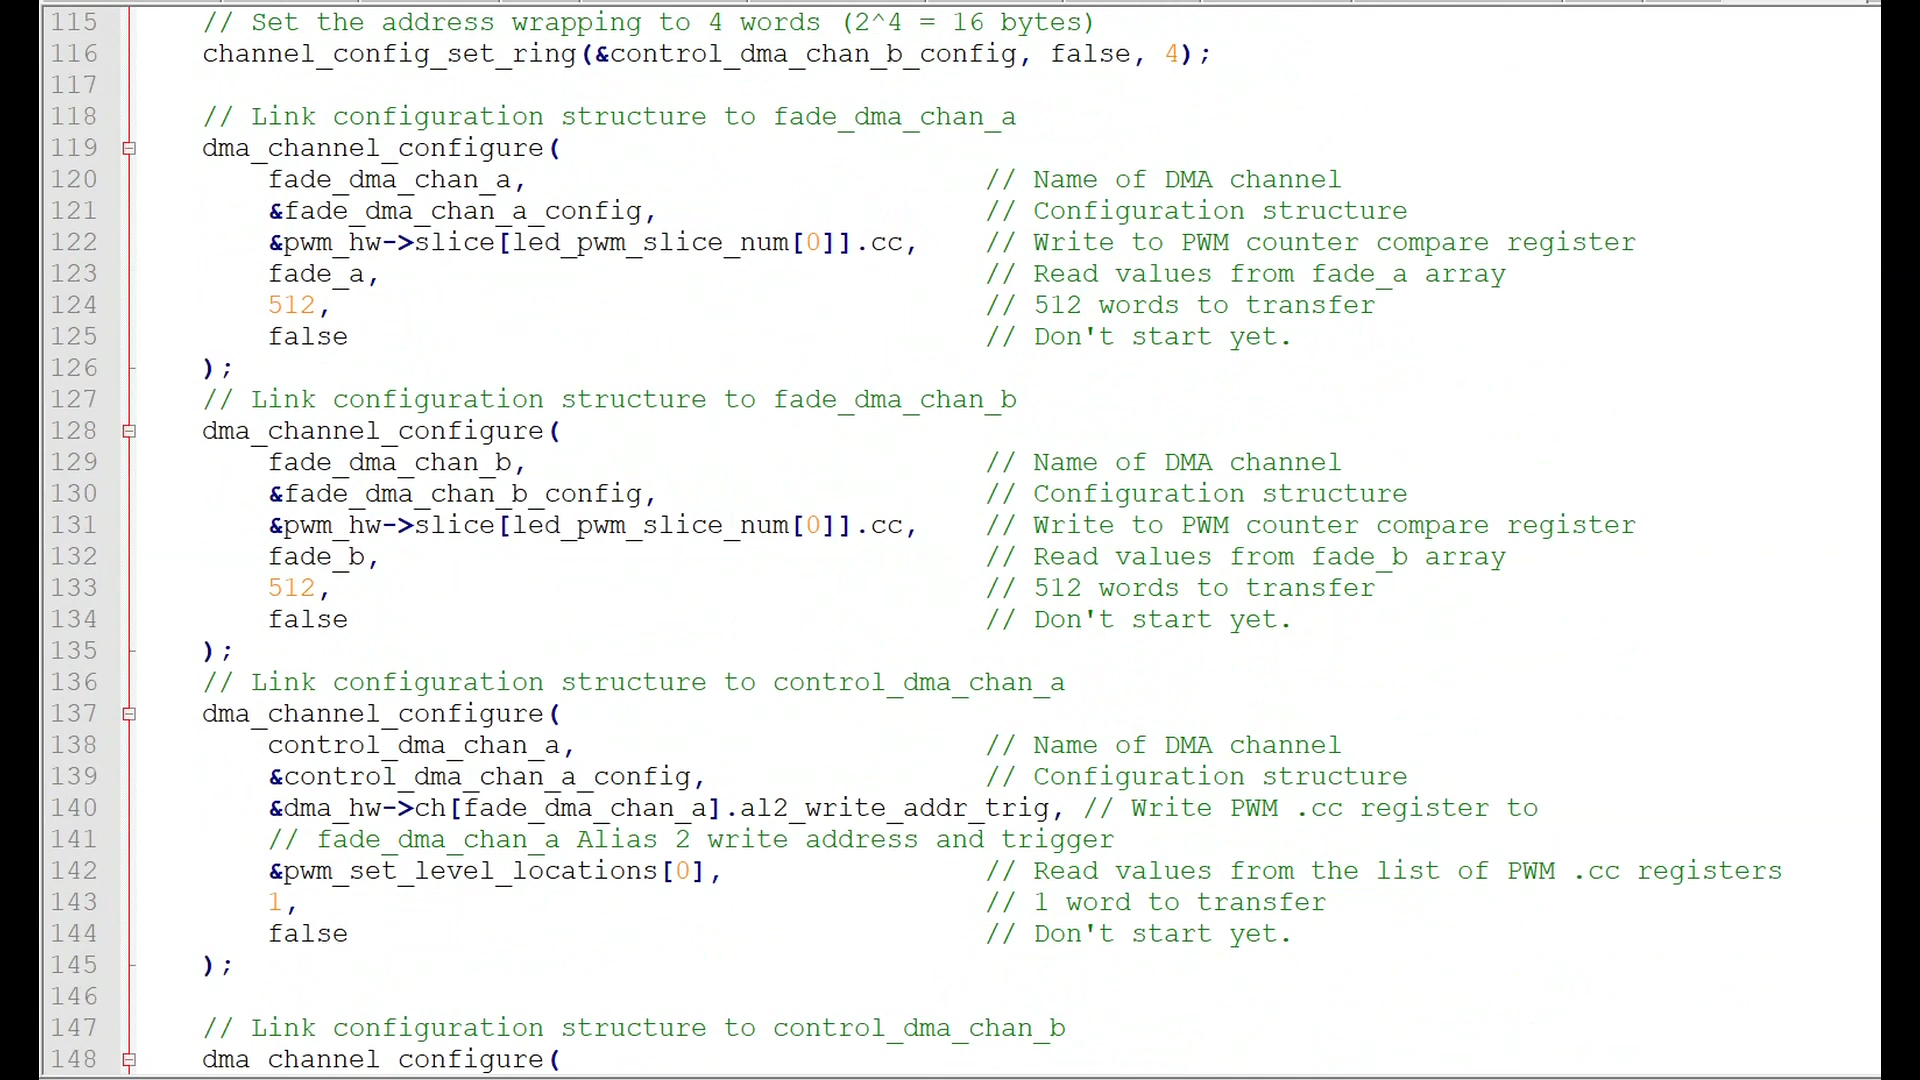 115 // Set the address wrapping to 4 words (2^4 = 16 bytes)
116 channel_config_set_ring(&control_dma_chan_b_config, false, 4);
117
118 // Link configuration structure to fade_dma_chan_a
119 dma_channel_configure(
120 fade_dma_chan_a, // Name of DMA channel
121 &fade_dma_chan_a_config, // Configuration structure
122 &pwm_hw->slice[led_pwm_slice_num[0]].cc, // Write to PWM counter compare register
123 fade_a, // Read values from fade_a array
124 512, // 512 words to transfer
125 false // Don't start yet.
126 );
127 // Link configuration structure to fade_dma_chan_b
128 dma_channel_configure(
129 fade_dma_chan_b, // Name of DMA channel
130 &fade_dma_chan_b_config, // Configuration structure
131 &pwm_hw->slice[led_pwm_slice_num[0]].cc, // Write to PWM counter compare register
132 fade_b, // Read values from fade_b array
133 512, // 512 words to transfer
134 false // Don't start yet.
135 );
136 // Link configuration structure to control_dma_chan_a
137 dma_channel_configure(
138 control_dma_chan_a, // Name of DMA channel
139 &control_dma_chan_a_config, // Configuration structure
140 &dma_hw->ch[fade_dma_chan_a].al2_write_addr_trig, // Write PWM .cc register to
141 // fade_dma_chan_a Alias 2 write address and trigger
142 &pwm_set_level_locations[0], // Read values from the list of PWM .cc registers
143 1, // 1 word to transfer
144 false // Don't start yet.
145 );
146
147 // Link configuration structure to control_dma_chan_b
148 dma_channel_configure(